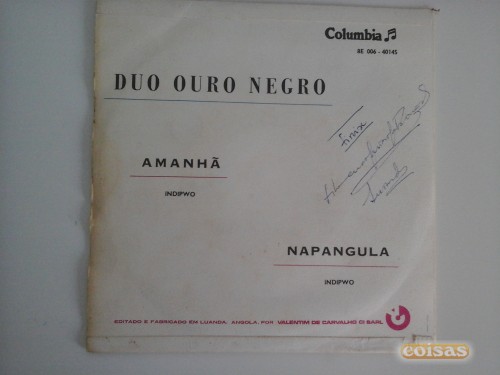 Columbia
8E 006 - 40145
DUO OURO NEGRO
AMANHÃ
INDIPWO
NAPANGULA
INDIPWO
EDITADO E FABRICADO EM LUANDA, ANGOLA, POR, VALENTIM DE CARVALHO CI SARL
coisas